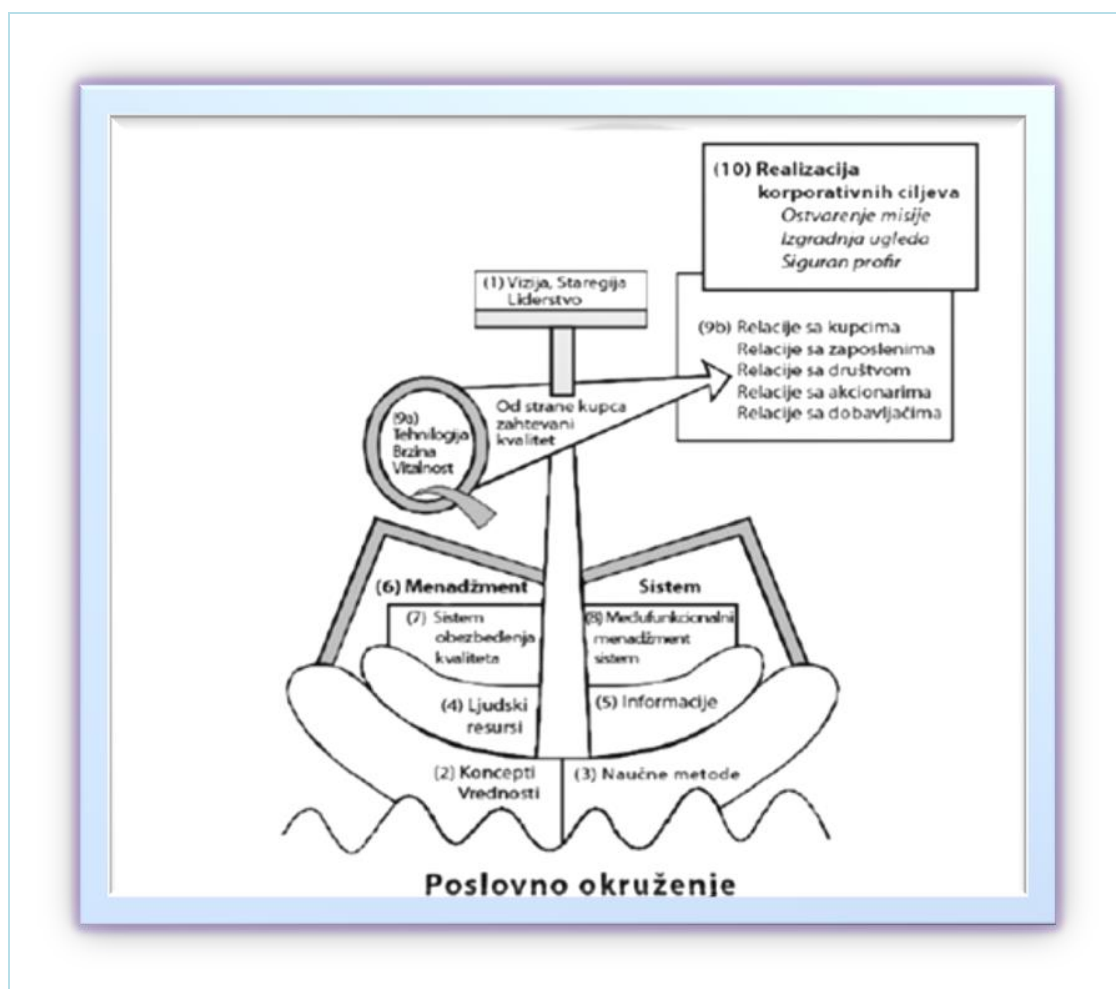 (10) Realizacija
korporativnih ciljeva
Ostvarenje misije
Izgradnja ugleda
Siguran profir
(1) Vizija, Staregija
Liderstvo
(9b) Relacije sa kupcima
Relacije sa zaposlenima
Relacije sa društvom
Relacije sa akcionarima
Relacije sa dobavljačima
(9a)
Tehnilogija
Brzina
Vitalnost
Od strane kupca
zahtevani
kvalitet
(6) Menadžment
Sistem
(7) Sistem
obezbeđenja
kvaliteta
(8) Međufunkcionalni
menadžment
sistem
(4) Ljudski
resursi
(5) Informacije
(2) Koncepti
Vrednosti
(3) Naučne metode
Poslovno okruženje